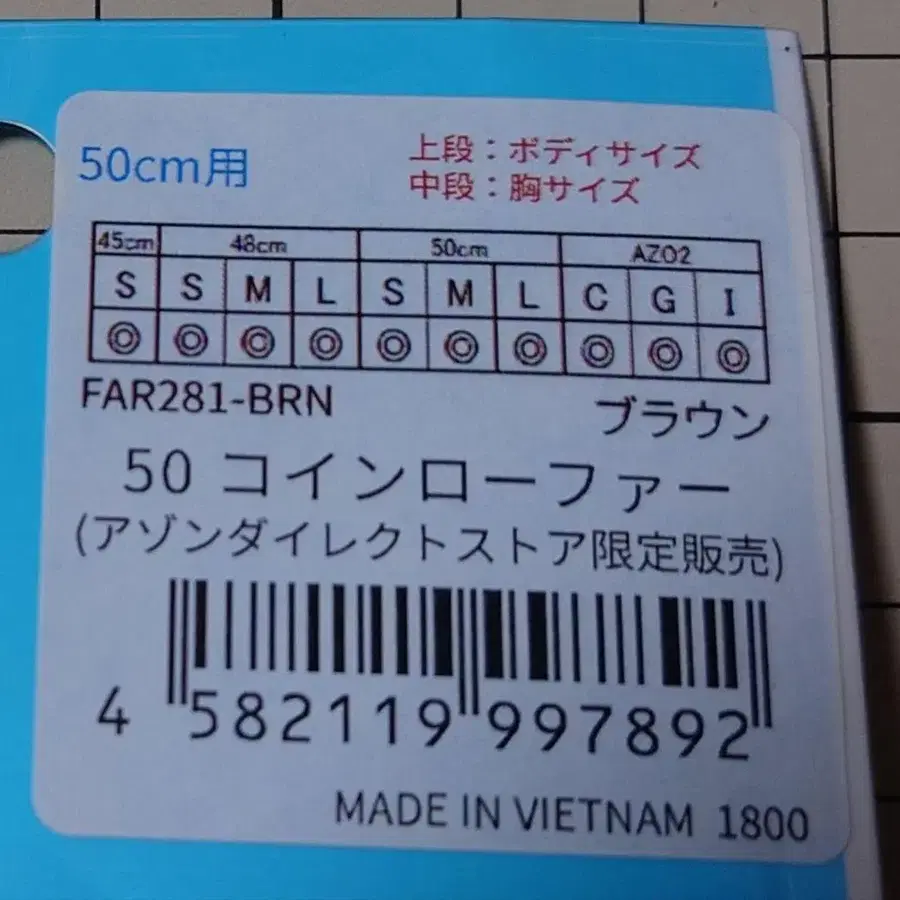 50cm用
上段：ボディサイズ
中段：胸サイズ
45cm 48cm 50cm AZO2
S S M L S M L C G I
◎ ◎ ◎ ◎ ◎ ◎ ◎ ◎ ◎ ◎
FAR281-BRN ブラウン
50 コインローファー
(アゾンダイレクトストア限定販売)
4 582119 997892
MADE IN VIETNAM 1800